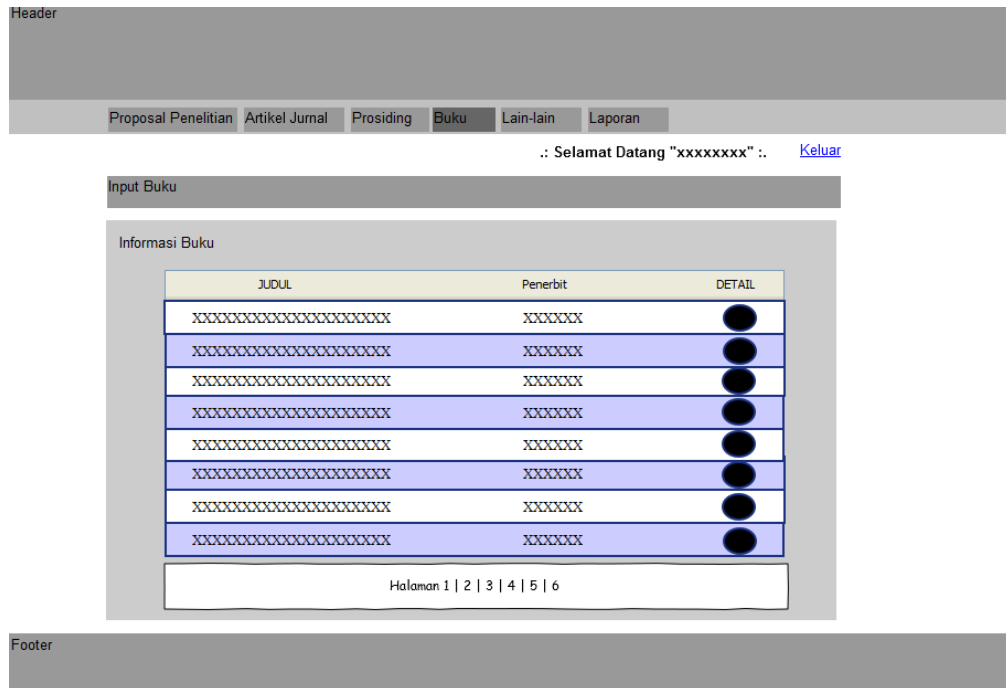 Header
Proposal Penelitian Artikel Jurnal Prosiding Buku Lain-lain Laporan
.: Selamat Datang "xxxxxxxx" :. Keluar
Input Buku
Informasi Buku
JUDUL Penerbit DETAIL
XXXXXXXXXXXXXXXXXXXX XXXXXX
XXXXXXXXXXXXXXXXXXXX XXXXXX
XXXXXXXXXXXXXXXXXXXX XXXXXX
XXXXXXXXXXXXXXXXXXXX XXXXXX
XXXXXXXXXXXXXXXXXXXX XXXXXX
XXXXXXXXXXXXXXXXXXXX XXXXXX
XXXXXXXXXXXXXXXXXXXX XXXXXX
XXXXXXXXXXXXXXXXXXXX XXXXXX
Halaman 1 | 2 | 3 | 4 | 5 | 6
Footer